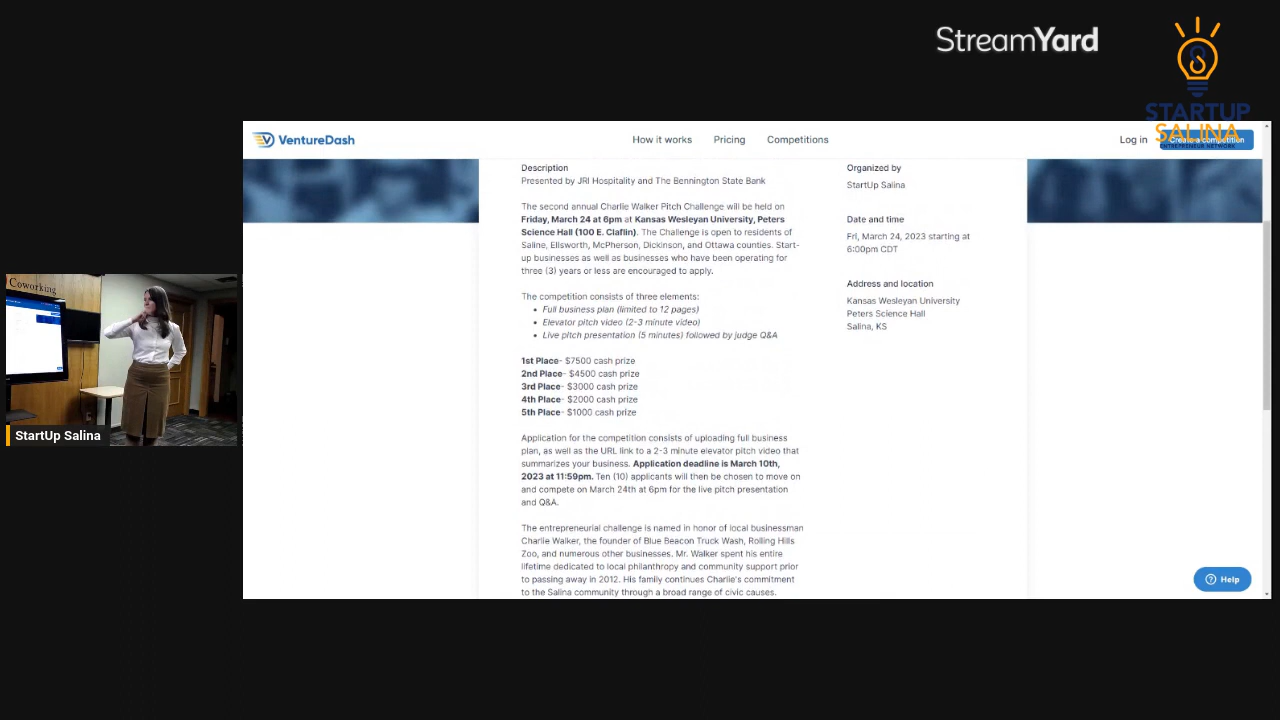 StreamYard
STARTUP
SALINA
ENTREPRENEUR NETWORK
VentureDash
How it works
Pricing
Competitions
Log in
Create a competition
Description
Presented by JRI Hospitality and The Bennington State Bank
The second annual Charlie Walker Pitch Challenge will be held on
Friday, March 24 at 6pm at Kansas Wesleyan University, Peters
Science Hall (100 E. Claflin). The Challenge is open to residents of
Saline, Ellsworth, McPherson, Dickinson, and Ottawa counties. Start-
up businesses as well as businesses who have been operating for
three (3) years or less are encouraged to apply.
The competition consists of three elements:
• Full business plan (limited to 12 pages)
• Elevator pitch video (2-3 minute video)
• Live pitch presentation (5 minutes) followed by judge Q&A
1st Place- $7500 cash prize
2nd Place- $4500 cash prize
3rd Place- $3000 cash prize
4th Place- $2000 cash prize
5th Place- $1000 cash prize
Application for the competition consists of uploading full business
plan, as well as the URL link to a 2-3 minute elevator pitch video that
summarizes your business. Application deadline is March 10th,
2023 at 11:59pm. Ten (10) applicants will then be chosen to move on
and compete on March 24th at 6pm for the live pitch presentation
and Q&A.
The entrepreneurial challenge is named in honor of local businessman
Charlie Walker, the founder of Blue Beacon Truck Wash, Rolling Hills
Zoo, and numerous other businesses. Mr. Walker spent his entire
lifetime dedicated to local philanthropy and community support prior
to passing away in 2012. His family continues Charlie's commitment
to the Salina community through a broad range of civic causes.
Organized by
StartUp Salina
Date and time
Fri, March 24, 2023 starting at
6:00pm CDT
Address and location
Kansas Wesleyan University
Peters Science Hall
Salina, KS
Help
Coworking
StartUp Salina